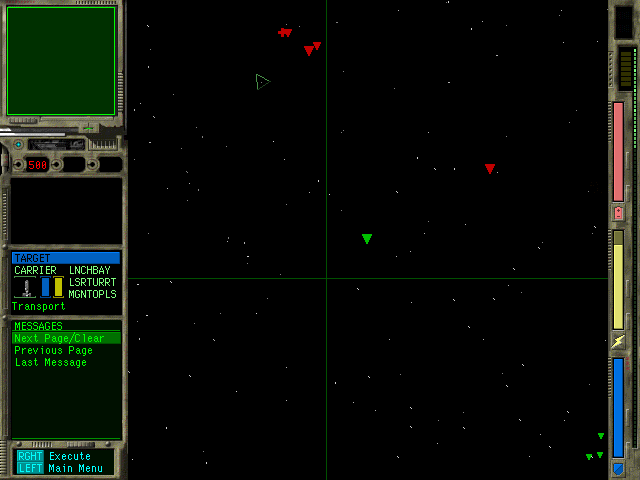 500
TARGET
CARRIER LNCHBAY
LSRTURRT
MGNTOPLS
Transport
MESSAGES
Next Page/Clear
Previous Page
Last Message
RGHT Execute
LEFT Main Menu